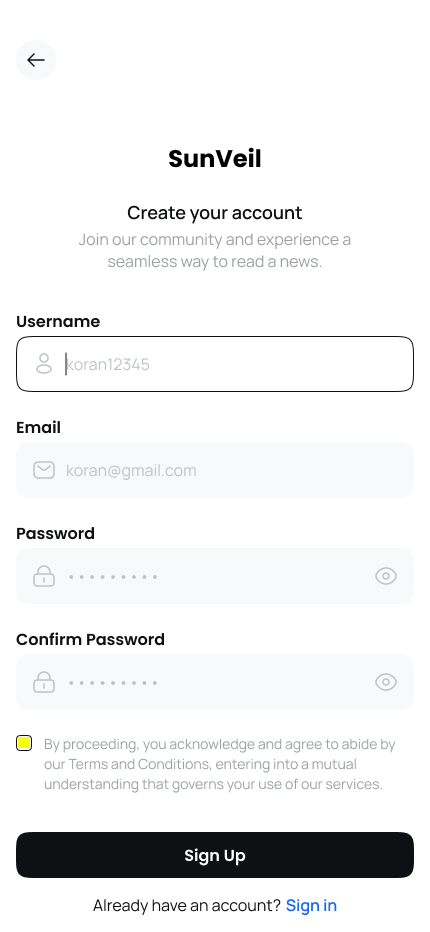 SunVeil
Create your account
Join our community and experience a
seamless way to read a news.
Username
koran12345
Email
koran@gmail.com
Password
•••••••••
Confirm Password
•••••••••
By proceeding, you acknowledge and agree to abide by
our Terms and Conditions, entering into a mutual
understanding that governs your use of our services.
Sign Up
Already have an account? Sign in